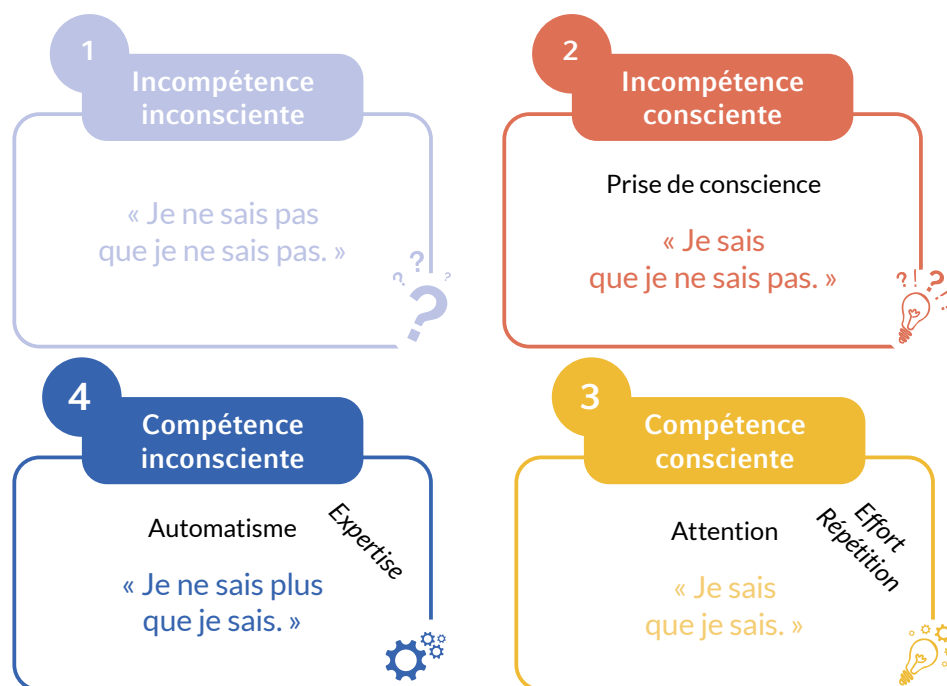 1
Incompétence
inconsciente
« Je ne sais pas
que je ne sais pas. »
? ? ?
?
2
Incompétence
consciente
Prise de conscience
« Je sais
que je ne sais pas. »
?!?!!
4
Compétence
inconsciente
Automatisme
Expertise
« Je ne sais plus
que je sais. »
3
Compétence
consciente
Attention
Effort
Répétition
« Je sais
que je sais. »